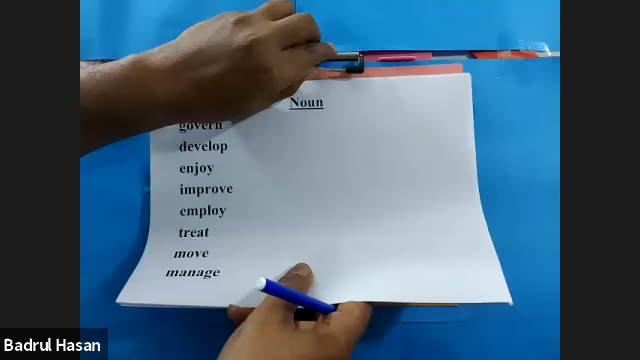 Noun
govern
develop
enjoy
improve
employ
treat
move
manage
Badrul Hasan